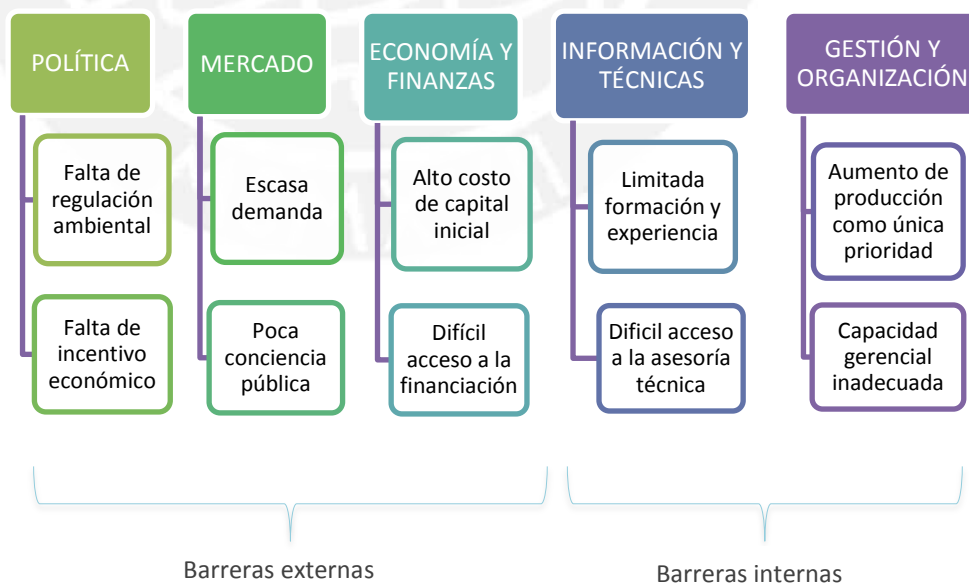 POLÍTICA
Falta de
regulación
ambiental
Falta de
incentivo
económico
MERCADO
Escasa
demanda
Poca
conciencia
pública
ECONOMÍA Y
FINANZAS
Alto costo
de capital
inicial
Difícil
acceso a la
financiación
INFORMACIÓN Y
TÉCNICAS
Limitada
formación y
experiencia
Dificil acceso
a la asesoría
técnica
GESTIÓN Y
ORGANIZACIÓN
Aumento de
producción
como única
prioridad
Capacidad
gerencial
inadecuada
Barreras externas
Barreras internas